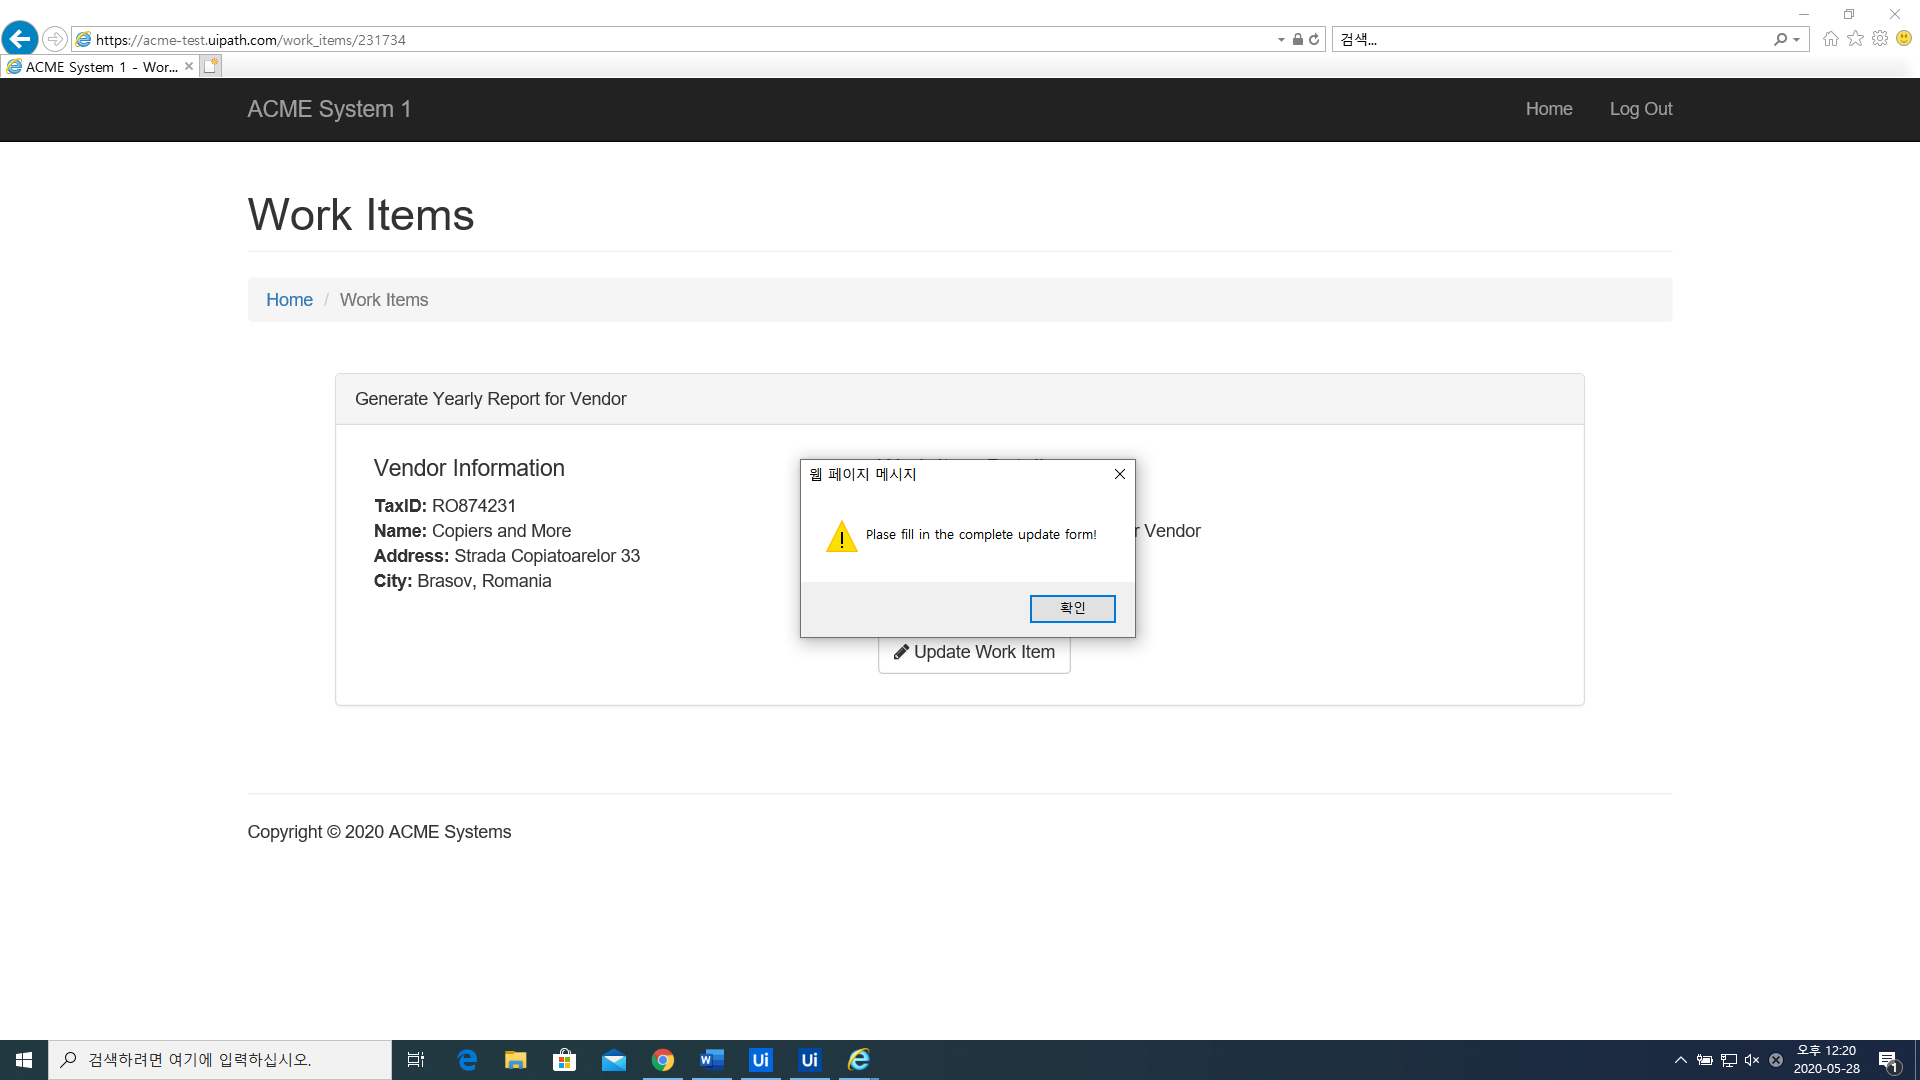 https://acme-test.uipath.com/work_items/231734
검색...
ACME System 1 - Wor...
ACME System 1
Home
Log Out
Work Items
Home / Work Items
Generate Yearly Report for Vendor
Vendor Information
TaxID: RO874231
Name: Copiers and More
Address: Strada Copiatoarelor 33
City: Brasov, Romania
웹 페이지 메시지
Plase fill in the complete update form!
확인
Vendor
Update Work Item
Copyright © 2020 ACME Systems
검색하려면 여기에 입력하십시오.
Ui
Ui
오후 12:20
2020-05-28
1